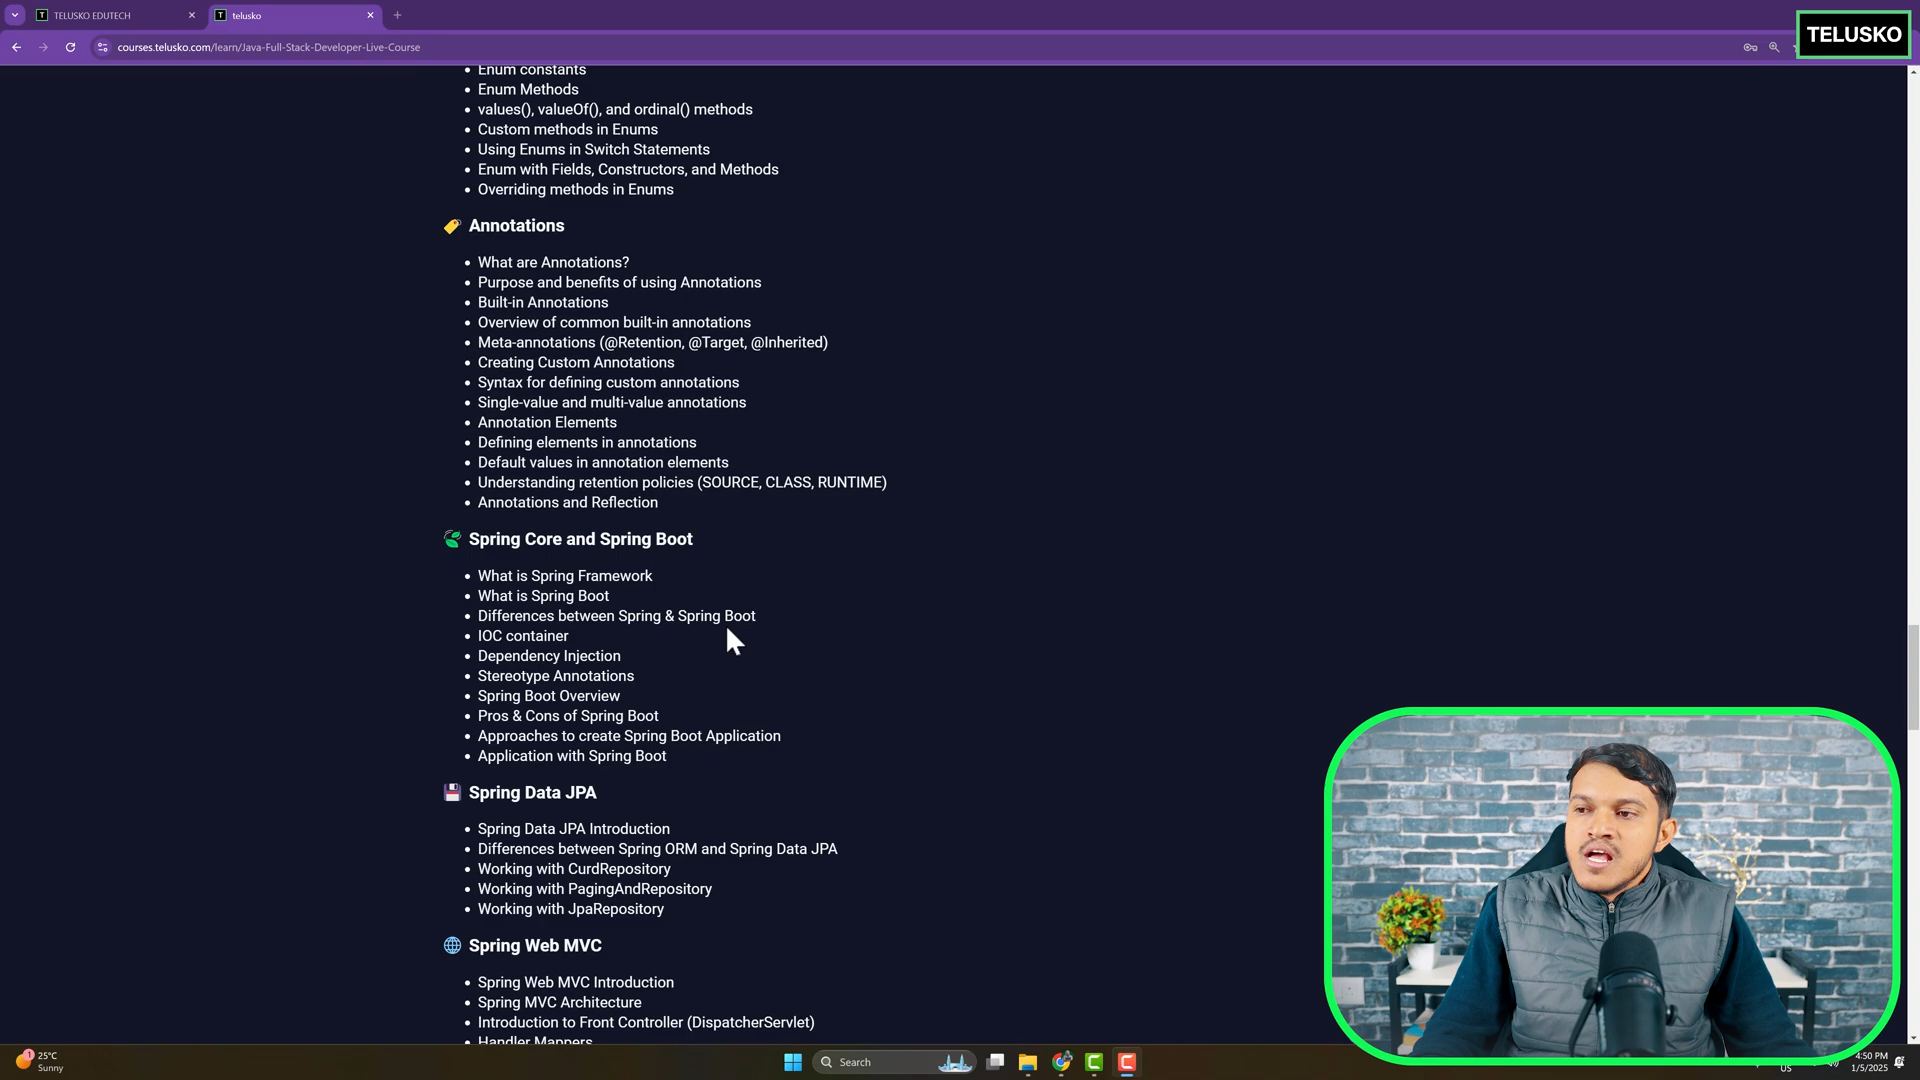 TELUSKO EDUTECH
telusko
TELUSKO
courses.telusko.com/learn/Java-Full-Stack-Developer-Live-Course
Enum constants
Enum Methods
values(), valueOf(), and ordinal() methods
Custom methods in Enums
Using Enums in Switch Statements
Enum with Fields, Constructors, and Methods
Overriding methods in Enums
Annotations
What are Annotations?
Purpose and benefits of using Annotations
Built-in Annotations
Overview of common built-in annotations
Meta-annotations (@Retention, @Target, @Inherited)
Creating Custom Annotations
Syntax for defining custom annotations
Single-value and multi-value annotations
Annotation Elements
Defining elements in annotations
Default values in annotation elements
Understanding retention policies (SOURCE, CLASS, RUNTIME)
Annotations and Reflection
Spring Core and Spring Boot
What is Spring Framework
What is Spring Boot
Differences between Spring & Spring Boot
IOC container
Dependency Injection
Stereotype Annotations
Spring Boot Overview
Pros & Cons of Spring Boot
Approaches to create Spring Boot Application
Application with Spring Boot
Spring Data JPA
Spring Data JPA Introduction
Differences between Spring ORM and Spring Data JPA
Working with CurdRepository
Working with PagingAndRepository
Working with JpaRepository
Spring Web MVC
Spring Web MVC Introduction
Spring MVC Architecture
Introduction to Front Controller (DispatcherServlet)
Handler Mappers
1
25°C
Sunny
Search
US
4:50 PM
1/5/2025